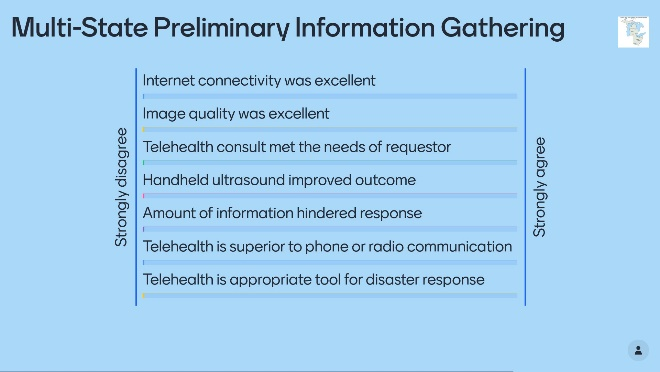 Multi-State Preliminary Information Gathering
Strongly disagree
Internet connectivity was excellent
Image quality was excellent
Telehealth consult met the needs of requestor
Handheld ultrasound improved outcome
Amount of information hindered response
Telehealth is superior to phone or radio communication
Telehealth is appropriate tool for disaster response
Strongly agree